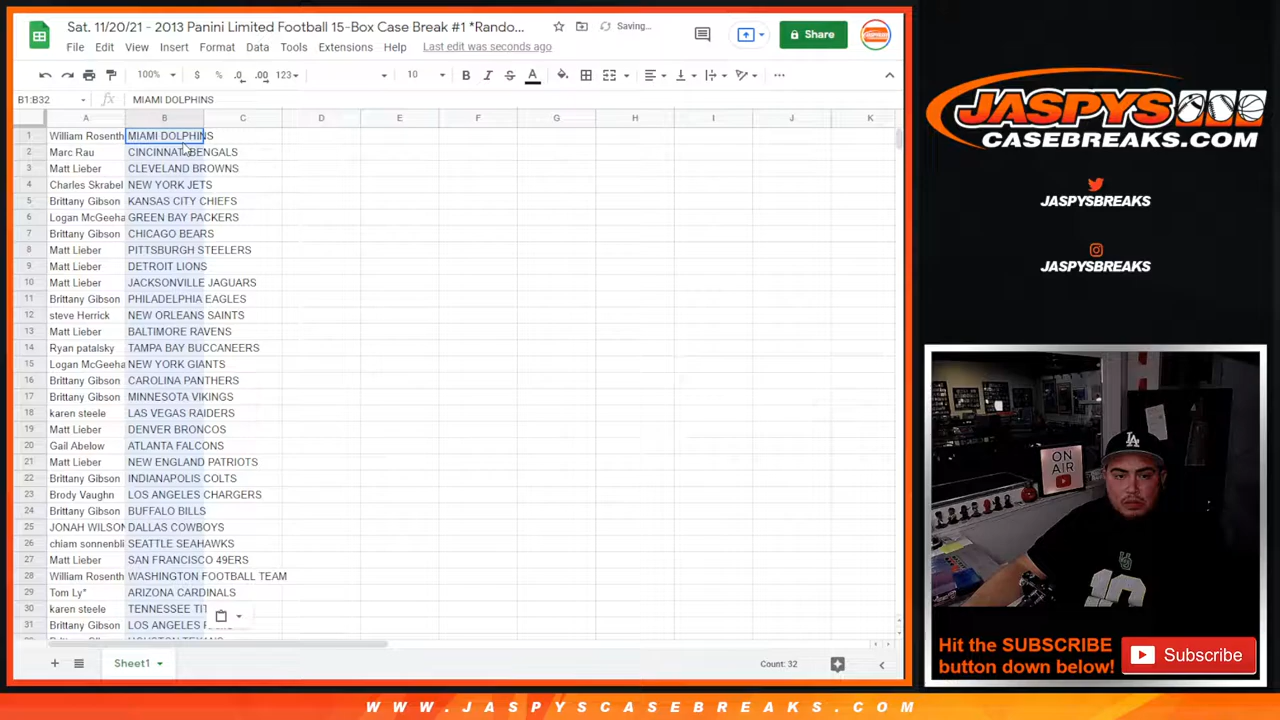 Sat. 11/20/21 - 2013 Panini Limited Football 15-Box Case Break #1 *Rando...
Saving...
File Edit View Insert Format Data Tools Extensions Help Last edit was seconds ago
Share
100% $ % .0 .00 123 10 B I S A
B1:B32 fx MIAMI DOLPHINS
A B C D E F G H I J K
1 William Rosenth MIAMI DOLPHINS
2 Marc Rau CINCINNATI BENGALS
3 Matt Lieber CLEVELAND BROWNS
4 Charles Skrabel NEW YORK JETS
5 Brittany Gibson KANSAS CITY CHIEFS
6 Logan McGeeha GREEN BAY PACKERS
7 Brittany Gibson CHICAGO BEARS
8 Matt Lieber PITTSBURGH STEELERS
9 Matt Lieber DETROIT LIONS
10 Matt Lieber JACKSONVILLE JAGUARS
11 Brittany Gibson PHILADELPHIA EAGLES
12 steve Herrick NEW ORLEANS SAINTS
13 Matt Lieber BALTIMORE RAVENS
14 Ryan patalsky TAMPA BAY BUCCANEERS
15 Logan McGeeha NEW YORK GIANTS
16 Brittany Gibson CAROLINA PANTHERS
17 Brittany Gibson MINNESOTA VIKINGS
18 karen steele LAS VEGAS RAIDERS
19 Matt Lieber DENVER BRONCOS
20 Gail Abelow ATLANTA FALCONS
21 Matt Lieber NEW ENGLAND PATRIOTS
22 Brittany Gibson INDIANAPOLIS COLTS
23 Brody Vaughn LOS ANGELES CHARGERS
24 Brittany Gibson BUFFALO BILLS
25 JONAH WILSON DALLAS COWBOYS
26 chiam sonnenbli SEATTLE SEAHAWKS
27 Matt Lieber SAN FRANCISCO 49ERS
28 William Rosenth WASHINGTON FOOTBALL TEAM
29 Tom Ly* ARIZONA CARDINALS
30 karen steele TENNESSEE TIT
31 Brittany Gibson LOS ANGELES
Sheet1
Count: 32
JASPYS
CASEBREAKS.COM
JASPYSBREAKS
JASPYSBREAKS
LA
ON
AIR
10
Hit the SUBSCRIBE
button down below!
Subscribe
WWW.JASPYSCASEBREAKS.COM